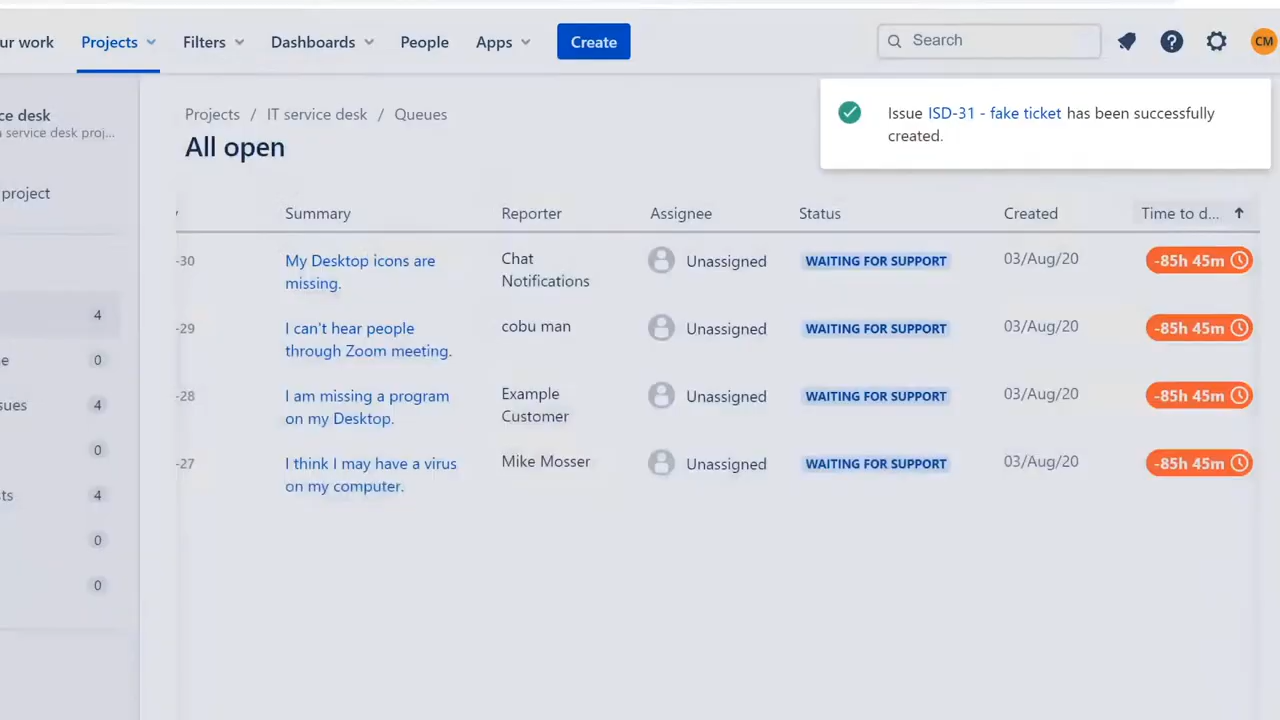 ur work Projects Filters Dashboards People Apps Create Search CM
ce desk
service desk proj...
project
4
e 0
sues 4
0
ts 4
0
0
Projects / IT service desk / Queues
All open
Issue ISD-31 - fake ticket has been successfully
created.
Summary Reporter Assignee Status Created Time to d...
-30 My Desktop icons are missing. Chat Notifications Unassigned WAITING FOR SUPPORT 03/Aug/20 -85h 45m
-29 I can't hear people through Zoom meeting. cobu man Unassigned WAITING FOR SUPPORT 03/Aug/20 -85h 45m
-28 I am missing a program on my Desktop. Example Customer Unassigned WAITING FOR SUPPORT 03/Aug/20 -85h 45m
-27 I think I may have a virus on my computer. Mike Mosser Unassigned WAITING FOR SUPPORT 03/Aug/20 -85h 45m